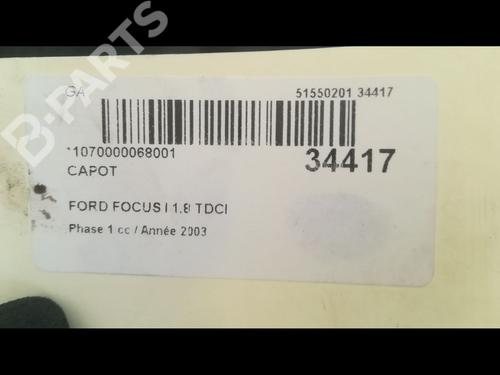 B-PARTS
GA 51550201 34417
*1070000068001 34417
CAPOT
FORD FOCUS I 1.8 TDCI
Phase 1 cc / Année 2003